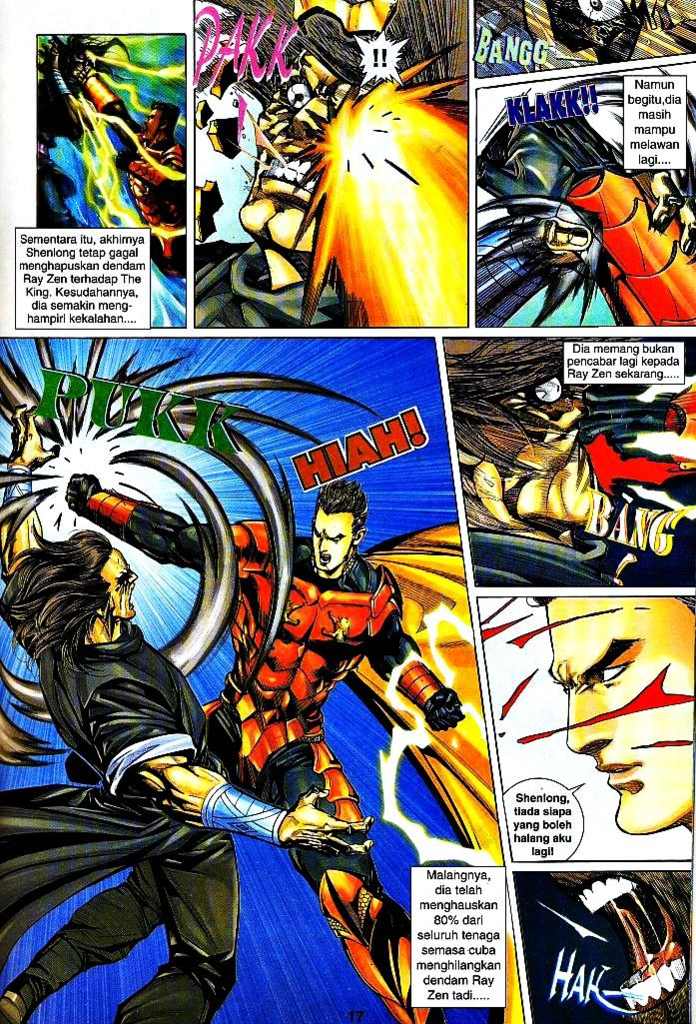 Sementara itu, akhirnya
Shenlong tetap gagal
menghapuskan dendam
Ray Zen terhadap The
King. Kesudahannya,
dia semakin meng-
hampiri kekalahan....
PAKK
!
!!
BANGG
KLAKK!!
Namun
begitu,dia
masih
mampu
melawan
lagi....
PUKK
HIAH!
Malangnya,
dia telah
menghauskan
80% dari
seluruh tenaga
semasa cuba
menghilangkan
dendam Ray
Zen tadi.....
Dia memang bukan
pencabar lagi kepada
Ray Zen sekarang.....
BANG
!
Shenlong,
tiada siapa
yang boleh
halang aku
lagi!
HAK
17